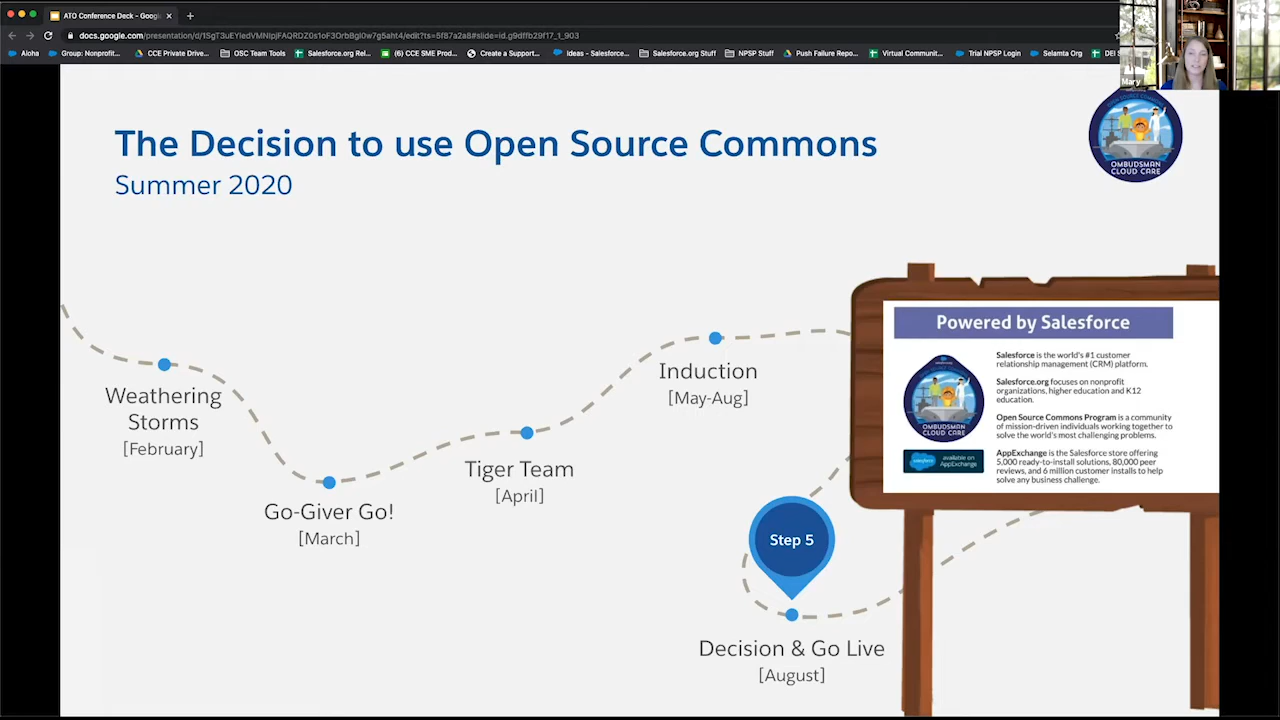 ATO Conference Deck - Goog
docs.google.com/presentation/d/1SgT3uEYIedVMNIpjFAQRDZ0s1oF3OrbBgl0w7g5aht4/edit?ts=5f87a2a8#slide=id.g9dffb29f17_1_903
Aloha
Group: Nonprofit...
CCE Private Drive...
OSC Team Tools
Salesforce.org Rel...
(6) CCE SME Prod...
Create a Support...
Ideas - Salesforce...
Salesforce.org Stuff
NPSP Stuff
Push Failure Repo...
Virtual Communit...
Trial NPSP Login
Selamta Org
DEI S
Mary
The Decision to use Open Source Commons
Summer 2020
OMBUDSMAN
CLOUD CARE
Weathering
Storms
[February]
Go-Giver Go!
[March]
Tiger Team
[April]
Induction
[May-Aug]
Step 5
Decision & Go Live
[August]
Powered by Salesforce
Salesforce is the world's #1 customer
relationship management (CRM) platform.
Salesforce.org focuses on nonprofit
organizations, higher education and K12
education.
Open Source Commons Program is a community
of mission-driven individuals working together to
solve the world's most challenging problems.
AppExchange is the Salesforce store offering
5,000 ready-to-install solutions, 80,000 peer
reviews, and 6 million customer installs to help
solve any business challenge.
OMBUDSMAN
CLOUD CARE
salesforce
available on
AppExchange